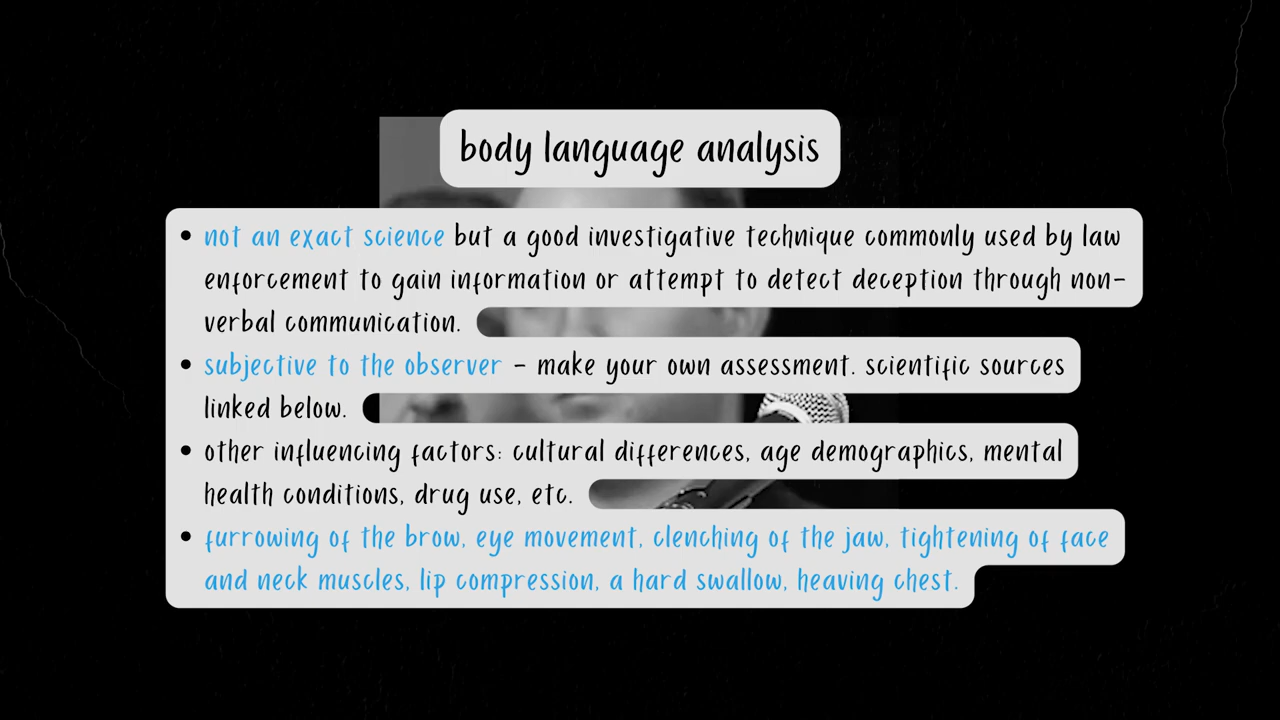 body language analysis
• not an exact science but a good investigative technique commonly used by law
enforcement to gain information or attempt to detect deception through non-
verbal communication.
• subjective to the observer - make your own assessment. scientific sources
linked below.
• other influencing factors: cultural differences, age demographics, mental
health conditions, drug use, etc.
• furrowing of the brow, eye movement, clenching of the jaw, tightening of face
and neck muscles, lip compression, a hard swallow, heaving chest.